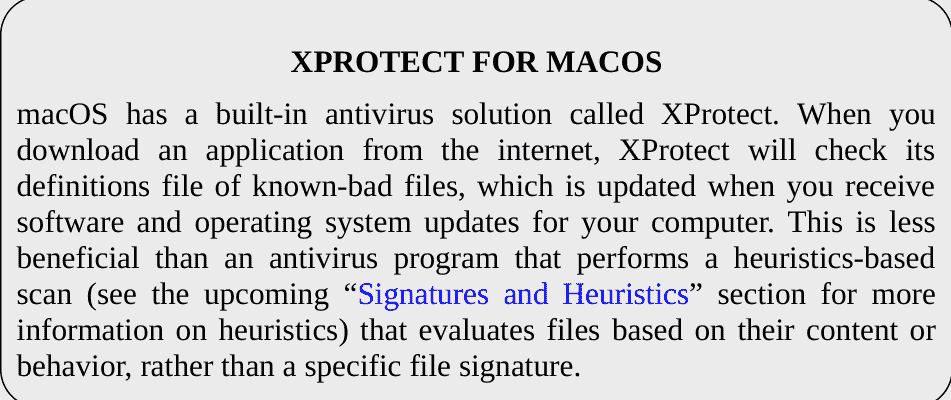 XPROTECT FOR MACOS
macOS has a built-in antivirus solution called XProtect. When you
download an application from the internet, XProtect will check its
definitions file of known-bad files, which is updated when you receive
software and operating system updates for your computer. This is less
beneficial than an antivirus program that performs a heuristics-based
scan (see the upcoming “Signatures and Heuristics” section for more
information on heuristics) that evaluates files based on their content or
behavior, rather than a specific file signature.